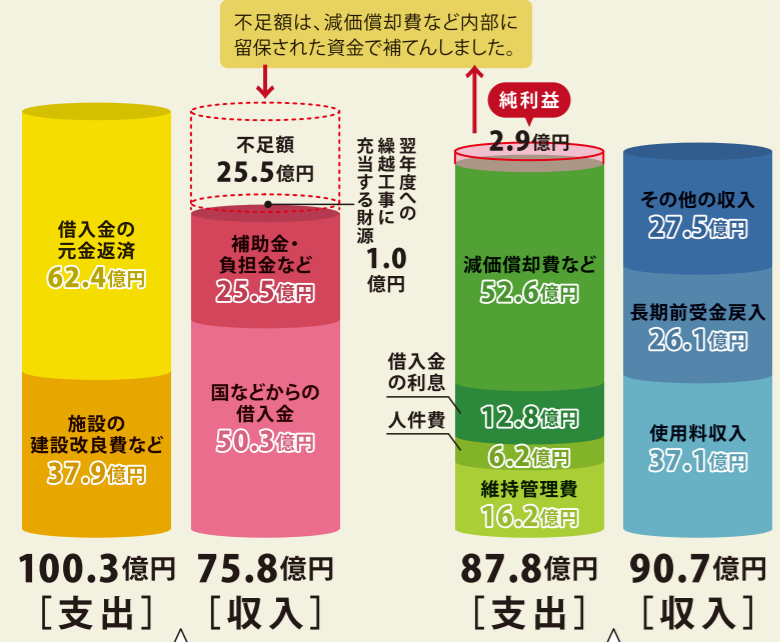 不足額は、減価償却費など内部に
留保された資金で補てんしました。
借入金の
元金返済
62.4億円
施設の
建設改良費など
37.9億円
100.3億円
[支出]
不足額
25.5億円
翌年度への
繰越工事に
充当する財源
1.0
億円
補助金・
負担金など
25.5億円
国などからの
借入金
50.3億円
75.8億円
[収入]
純利益
2.9億円
減価償却費など
52.6億円
借入金
の利息
12.8億円
人件費
6.2億円
維持管理費
16.2億円
87.8億円
[支出]
その他の収入
27.5億円
長期前受金戻入
26.1億円
使用料収入
37.1億円
90.7億円
[収入]